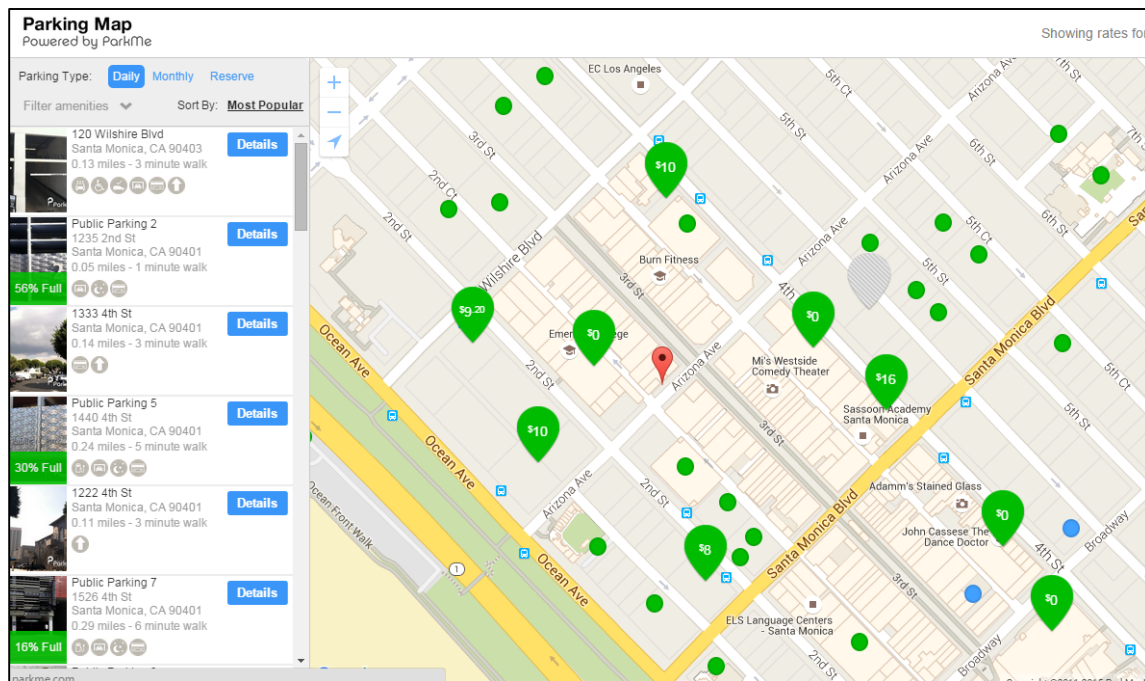 Parking Map
Powered by ParkMe
Showing rates for
Parking Type: Daily Monthly Reserve
Filter amenities Sort By: Most Popular
120 Wilshire Blvd
Santa Monica, CA 90403
0.13 miles - 3 minute walk
Details
Public Parking 2
1235 2nd St
Santa Monica, CA 90401
0.05 miles - 1 minute walk
56% Full
Details
1333 4th St
Santa Monica, CA 90401
0.14 miles - 3 minute walk
Details
Public Parking 5
1440 4th St
Santa Monica, CA 90401
0.24 miles - 5 minute walk
30% Full
Details
1222 4th St
Santa Monica, CA 90401
0.11 miles - 3 minute walk
Details
Public Parking 7
1526 4th St
Santa Monica, CA 90401
0.29 miles - 6 minute walk
16% Full
Details
parkme.com
+
−
EC Los Angeles
5th Ct
7th St
Arizona Ave
5th St
6th St
7th
3rd St
$10
2nd Ct
2nd St
Arizona Ave
6th St
5th Ct
Wilshire Blvd
Burn Fitness
3rd St
4th St
5th St
$9.20
$0
$0
Santa Monica Blvd
Ocean Ave
Arizona Ave
Mi's Westside
Comedy Theater
2nd St
$16
Sassoon Academy
Santa Monica
5th St
$10
3rd St
Ocean Ave
2nd St
Arizona Ave
Adamm's Stained Glass
$0
John Cassese The
Dance Doctor
Santa Monica Blvd
4th St
Broadway
Ocean Front Walk
$8
1
Ocean Ave
3rd St
$0
ELS Language Centers
- Santa Monica
2nd St
Broadway